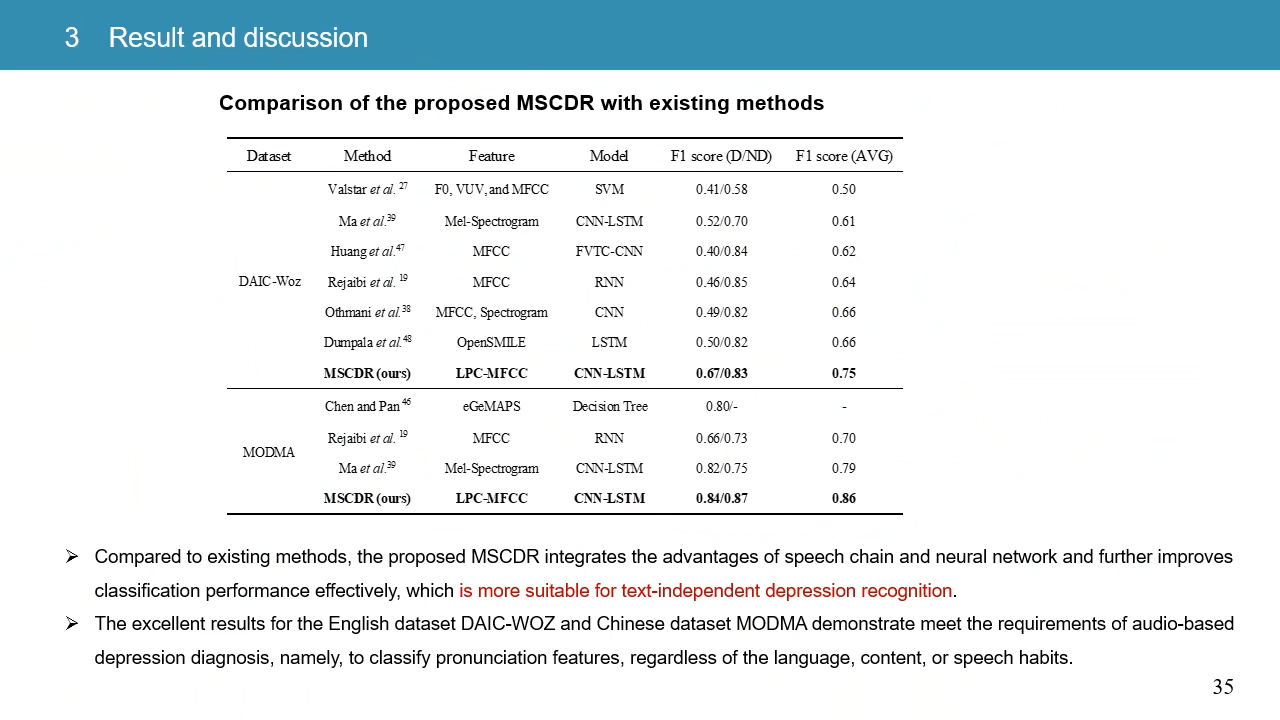 3 Result and discussion
Comparison of the proposed MSCDR with existing methods
Dataset Method Feature Model F1 score (D/ND) F1 score (AVG)
Valstar et al. 27 F0, VUV, and MFCC SVM 0.41/0.58 0.50
Ma et al.39 Mel-Spectrogram CNN-LSTM 0.52/0.70 0.61
Huang et al.47 MFCC FVTC-CNN 0.40/0.84 0.62
DAIC-Woz Rejaibi et al. 19 MFCC RNN 0.46/0.85 0.64
Othmani et al.38 MFCC, Spectrogram CNN 0.49/0.82 0.66
Dumpala et al.48 OpenSMILE LSTM 0.50/0.82 0.66
MSCDR (ours) LPC-MFCC CNN-LSTM 0.67/0.83 0.75
Chen and Pan 46 eGeMAPS Decision Tree 0.80/- -
Rejaibi et al. 19 MFCC RNN 0.66/0.73 0.70
MODMA
Ma et al.39 Mel-Spectrogram CNN-LSTM 0.82/0.75 0.79
MSCDR (ours) LPC-MFCC CNN-LSTM 0.84/0.87 0.86
➢ Compared to existing methods, the proposed MSCDR integrates the advantages of speech chain and neural network and further improves
classification performance effectively, which is more suitable for text-independent depression recognition.
➢ The excellent results for the English dataset DAIC-WOZ and Chinese dataset MODMA demonstrate meet the requirements of audio-based
depression diagnosis, namely, to classify pronunciation features, regardless of the language, content, or speech habits.
35